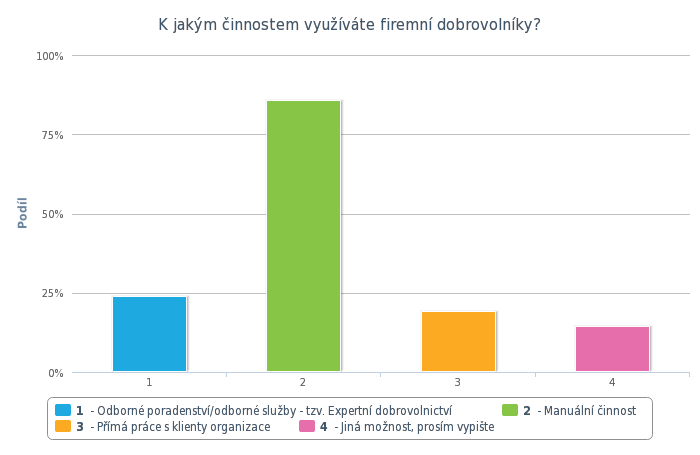 K jakým činnostem využíváte firemní dobrovolníky?
100%
75%
50%
25%
0%
Podíl
1 2 3 4
1 - Odborné poradenství/odborné služby - tzv. Expertní dobrovolnictví 2 - Manuální činnost
3 - Přímá práce s klienty organizace 4 - Jiná možnost, prosím vypište